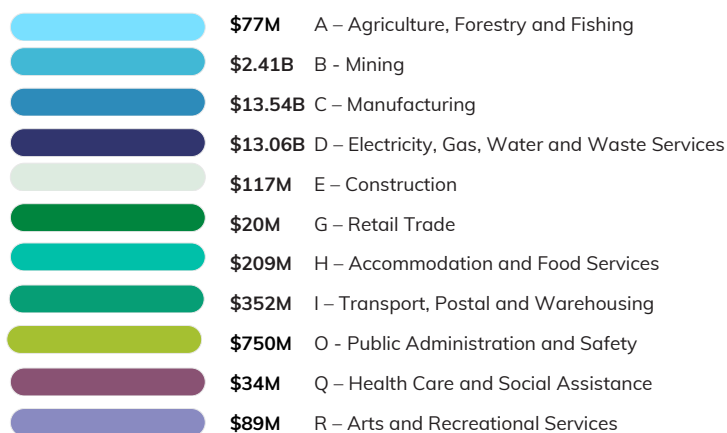 $77M A – Agriculture, Forestry and Fishing
$2.41B B - Mining
$13.54B C – Manufacturing
$13.06B D – Electricity, Gas, Water and Waste Services
$117M E – Construction
$20M G – Retail Trade
$209M H – Accommodation and Food Services
$352M I – Transport, Postal and Warehousing
$750M O - Public Administration and Safety
$34M Q – Health Care and Social Assistance
$89M R – Arts and Recreational Services